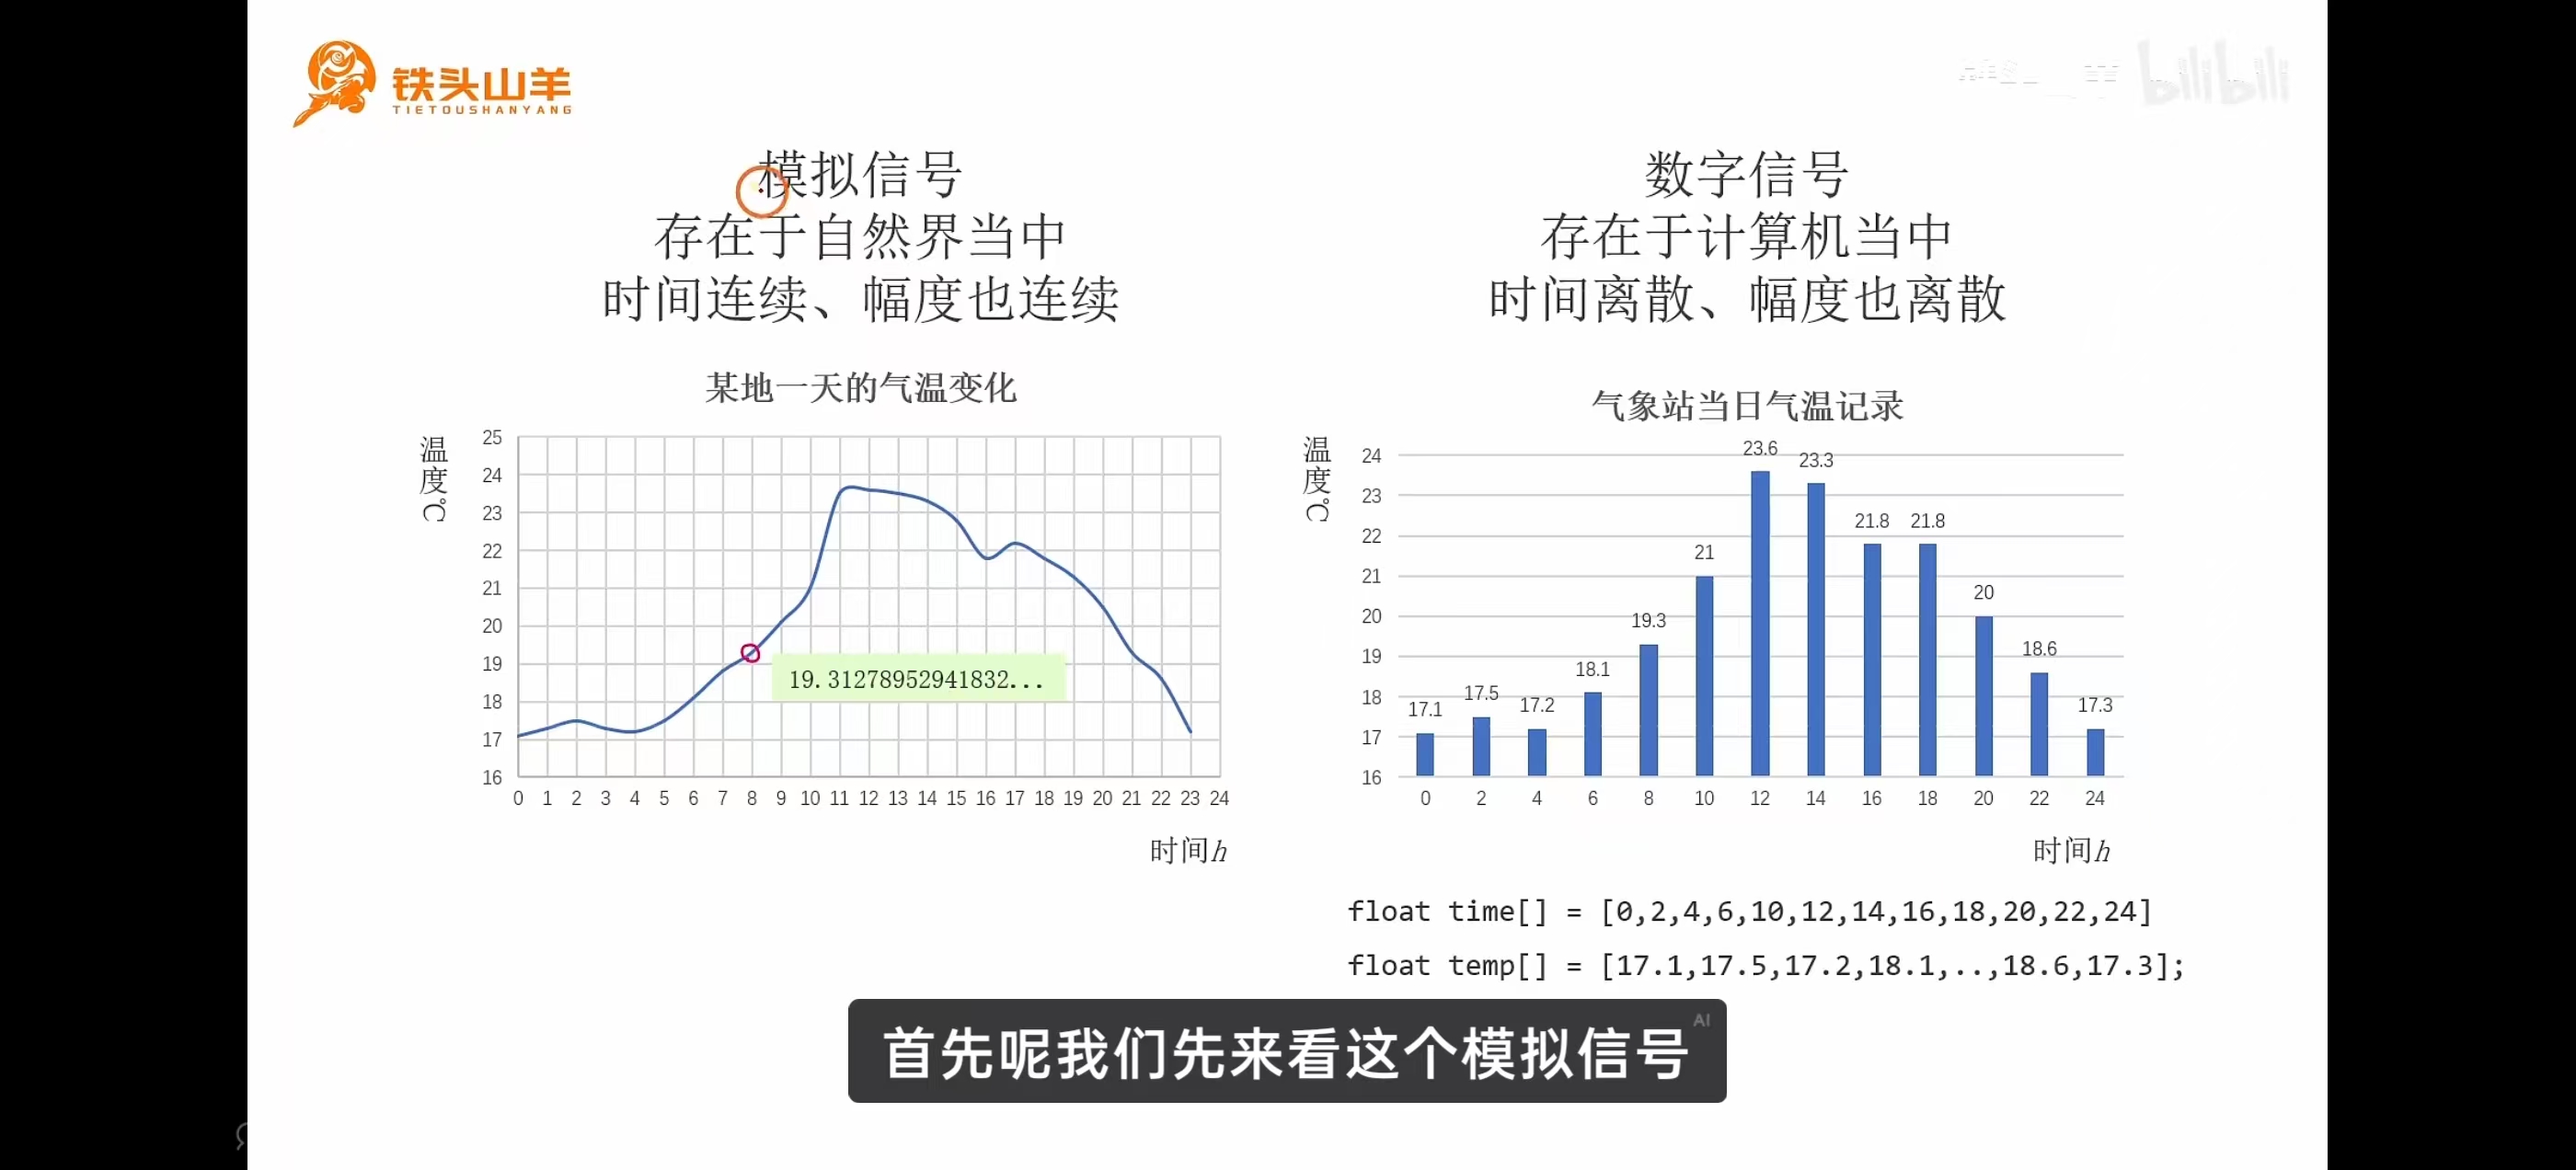 铁头山羊
TIETOUSHANYANG
bilibili
模拟信号
存在于自然界当中
时间连续、幅度也连续
数字信号
存在于计算机当中
时间离散、幅度也离散
某地一天的气温变化
温度℃
25
24
23
22
21
20
19
18
17
16
19.31278952941832...
0 1 2 3 4 5 6 7 8 9 10 11 12 13 14 15 16 17 18 19 20 21 22 23 24
时间h
气象站当日气温记录
温度℃
24
23
22
21
20
19
18
17
16
17.1 17.5 17.2 18.1 19.3 21 23.6 23.3 21.8 21.8 20 18.6 17.3
0 2 4 6 8 10 12 14 16 18 20 22 24
时间h
float time[] = [0,2,4,6,10,12,14,16,18,20,22,24]
float temp[] = [17.1,17.5,17.2,18.1,..,18.6,17.3];
首先呢我们先来看这个模拟信号
AI